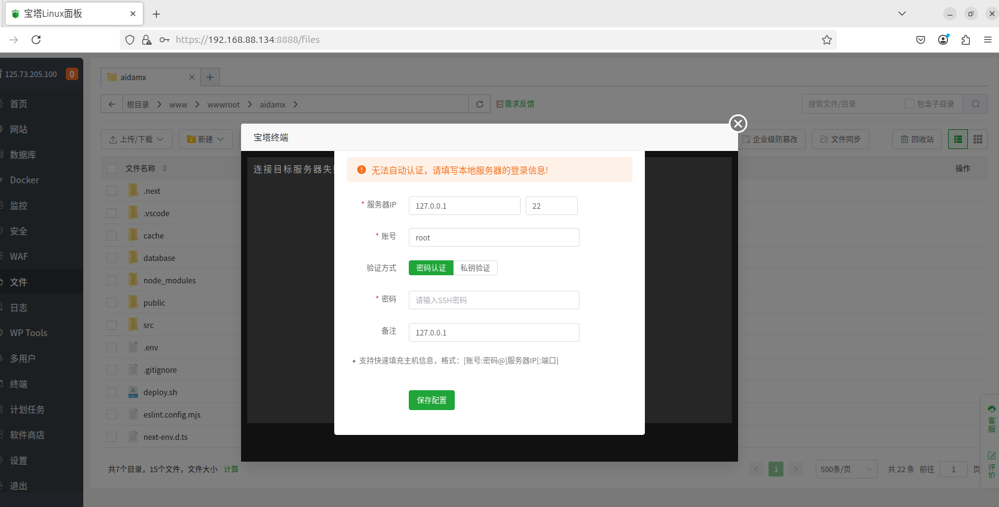 宝塔Linux面板
https://192.168.88.134:8888/files
125.73.205.100
0
首页
网站
数据库
Docker
监控
安全
WAF
文件
日志
WP Tools
多用户
终端
计划任务
软件商店
设置
退出
aidamx
根目录 www wwwroot aidamx
需求反馈
搜索文件/目录 包含子目录
上传/下载 新建
企业级防篡改 文件同步 回收站
文件名称 操作
.next
.vscode
cache
database
node_modules
public
src
.env
.gitignore
deploy.sh
eslint.config.mjs
next-env.d.ts
共7个目录，15个文件，文件大小 计算
1 500条/页 共 22 条 前往 1 页
客服
评价
宝塔终端
连接目标服务器失
无法自动认证，请填写本地服务器的登录信息!
* 服务器IP 127.0.0.1 22
* 账号 root
验证方式 密码认证 私钥验证
* 密码 请输入SSH密码
备注 127.0.0.1
支持快速填充主机信息，格式：[账号:密码@]服务器IP[:端口]
保存配置